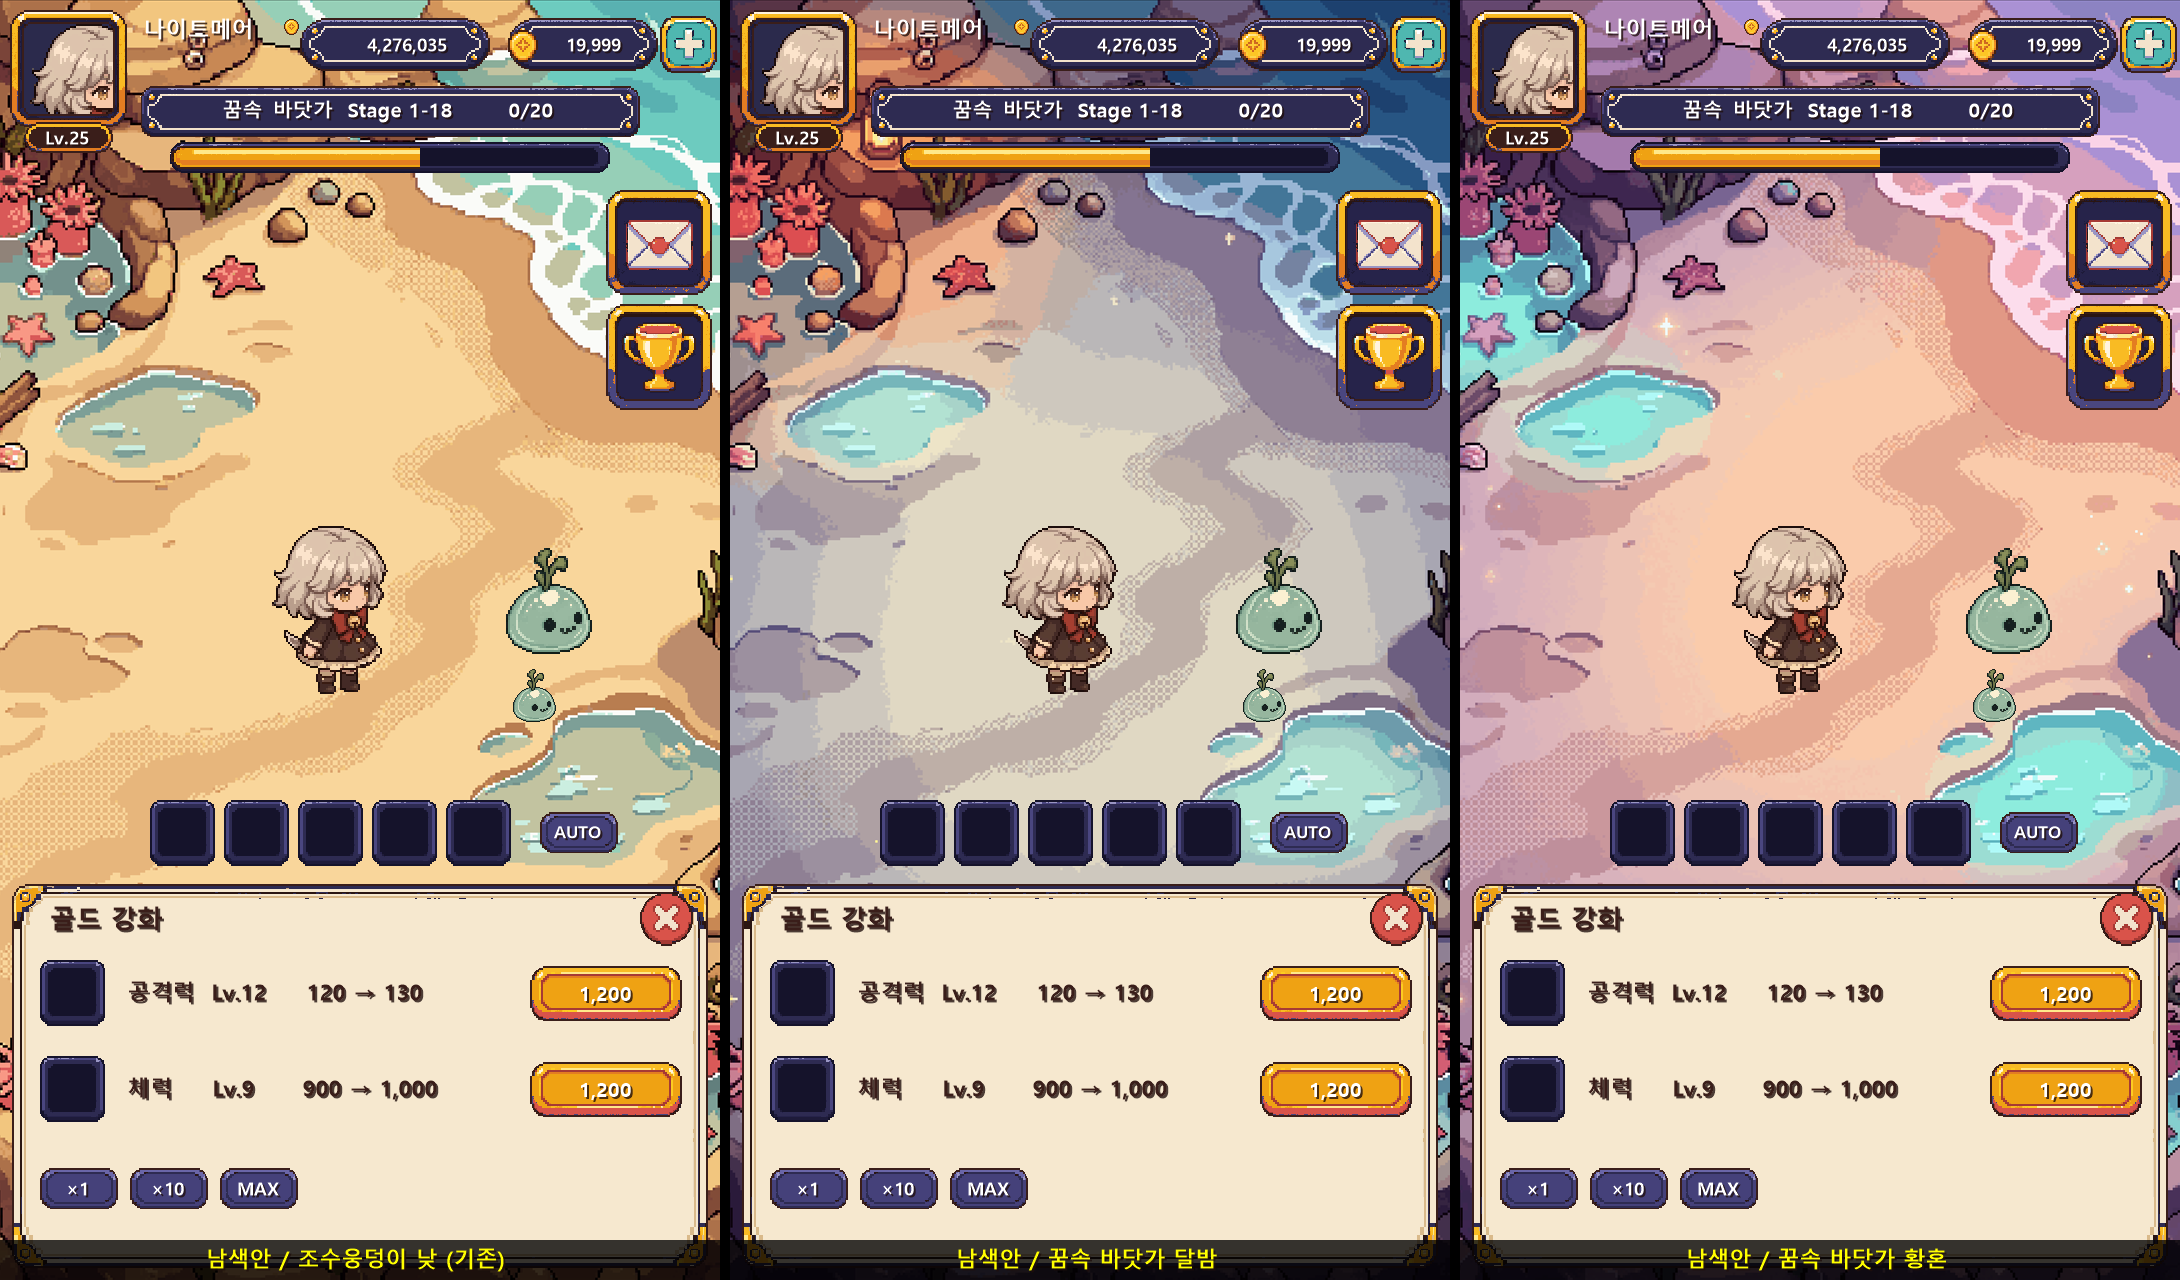 나이트메어 4,276,035 19,999
꿈속 바닷가 Stage 1-18 0/20
Lv.25
AUTO
골드 강화
공격력 Lv.12 120 → 130 1,200
체력 Lv.9 900 → 1,000 1,200
×1 ×10 MAX
남색안 / 조수웅덩이 낮 (기존)
나이트메어 4,276,035 19,999
꿈속 바닷가 Stage 1-18 0/20
Lv.25
AUTO
골드 강화
공격력 Lv.12 120 → 130 1,200
체력 Lv.9 900 → 1,000 1,200
×1 ×10 MAX
남색안 / 꿈속 바닷가 달밤
나이트메어 4,276,035 19,999
꿈속 바닷가 Stage 1-18 0/20
Lv.25
AUTO
골드 강화
공격력 Lv.12 120 → 130 1,200
체력 Lv.9 900 → 1,000 1,200
×1 ×10 MAX
남색안 / 꿈속 바닷가 황혼